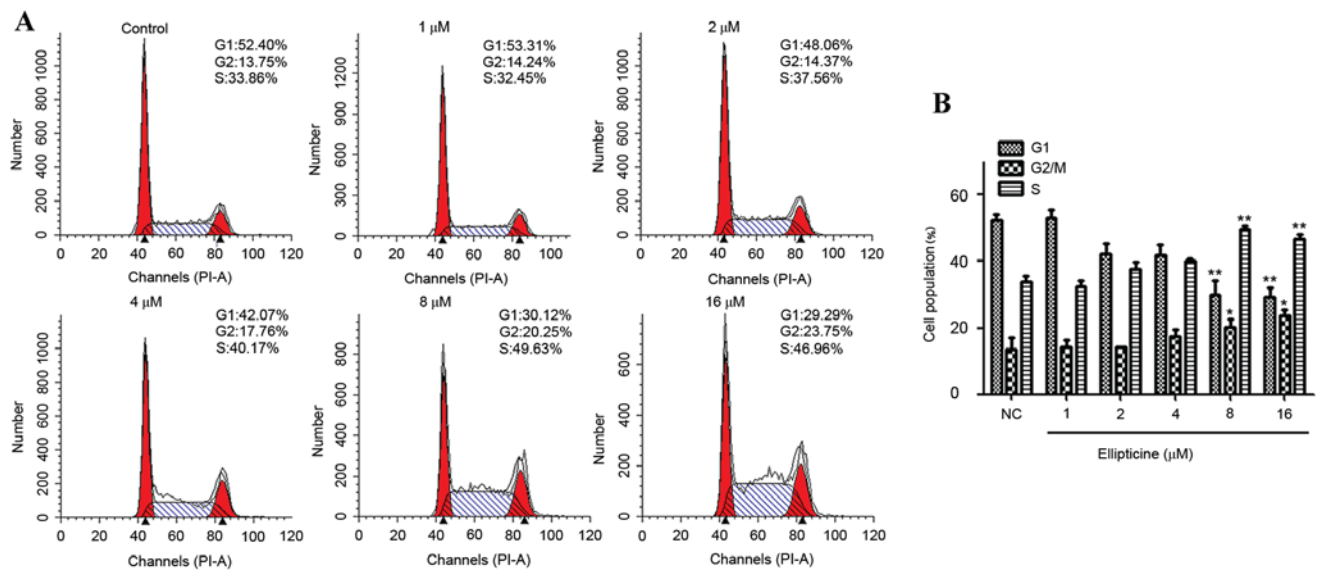 A
Control
G1:52.40%
G2:13.75%
S:33.86%
Number
1000
800
600
400
200
0
0 20 40 60 80 100 120
Channels (PI-A)
1 μM
G1:53.31%
G2:14.24%
S:32.45%
Number
1200
900
600
300
0
0 20 40 60 80 100 120
Channels (PI-A)
2 μM
G1:48.06%
G2:14.37%
S:37.56%
Number
1000
800
600
400
200
0
0 20 40 60 80 100 120
Channels (PI-A)
4 μM
G1:42.07%
G2:17.76%
S:40.17%
Number
1000
800
600
400
200
0
0 20 40 60 80 100 120
Channels (PI-A)
8 μM
G1:30.12%
G2:20.25%
S:49.63%
Number
800
600
400
200
0
0 20 40 60 80 100 120
Channels (PI-A)
16 μM
G1:29.29%
G2:23.75%
S:46.96%
Number
600
400
200
0
0 20 40 60 80 100 120
Channels (PI-A)
B
G1
G2/M
S
Cell population (%)
60
40
20
0
** * ** ** * **
NC 1 2 4 8 16
Ellipticine (μM)